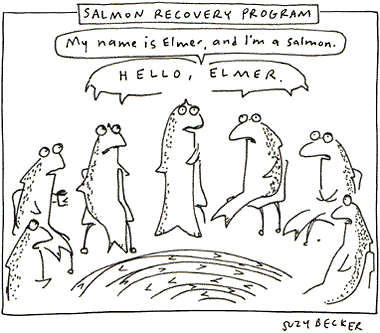 SALMON RECOVERY PROGRAM
My name is Elmer, and I'm a salmon.
HELLO, ELMER.
SUZY BECKER